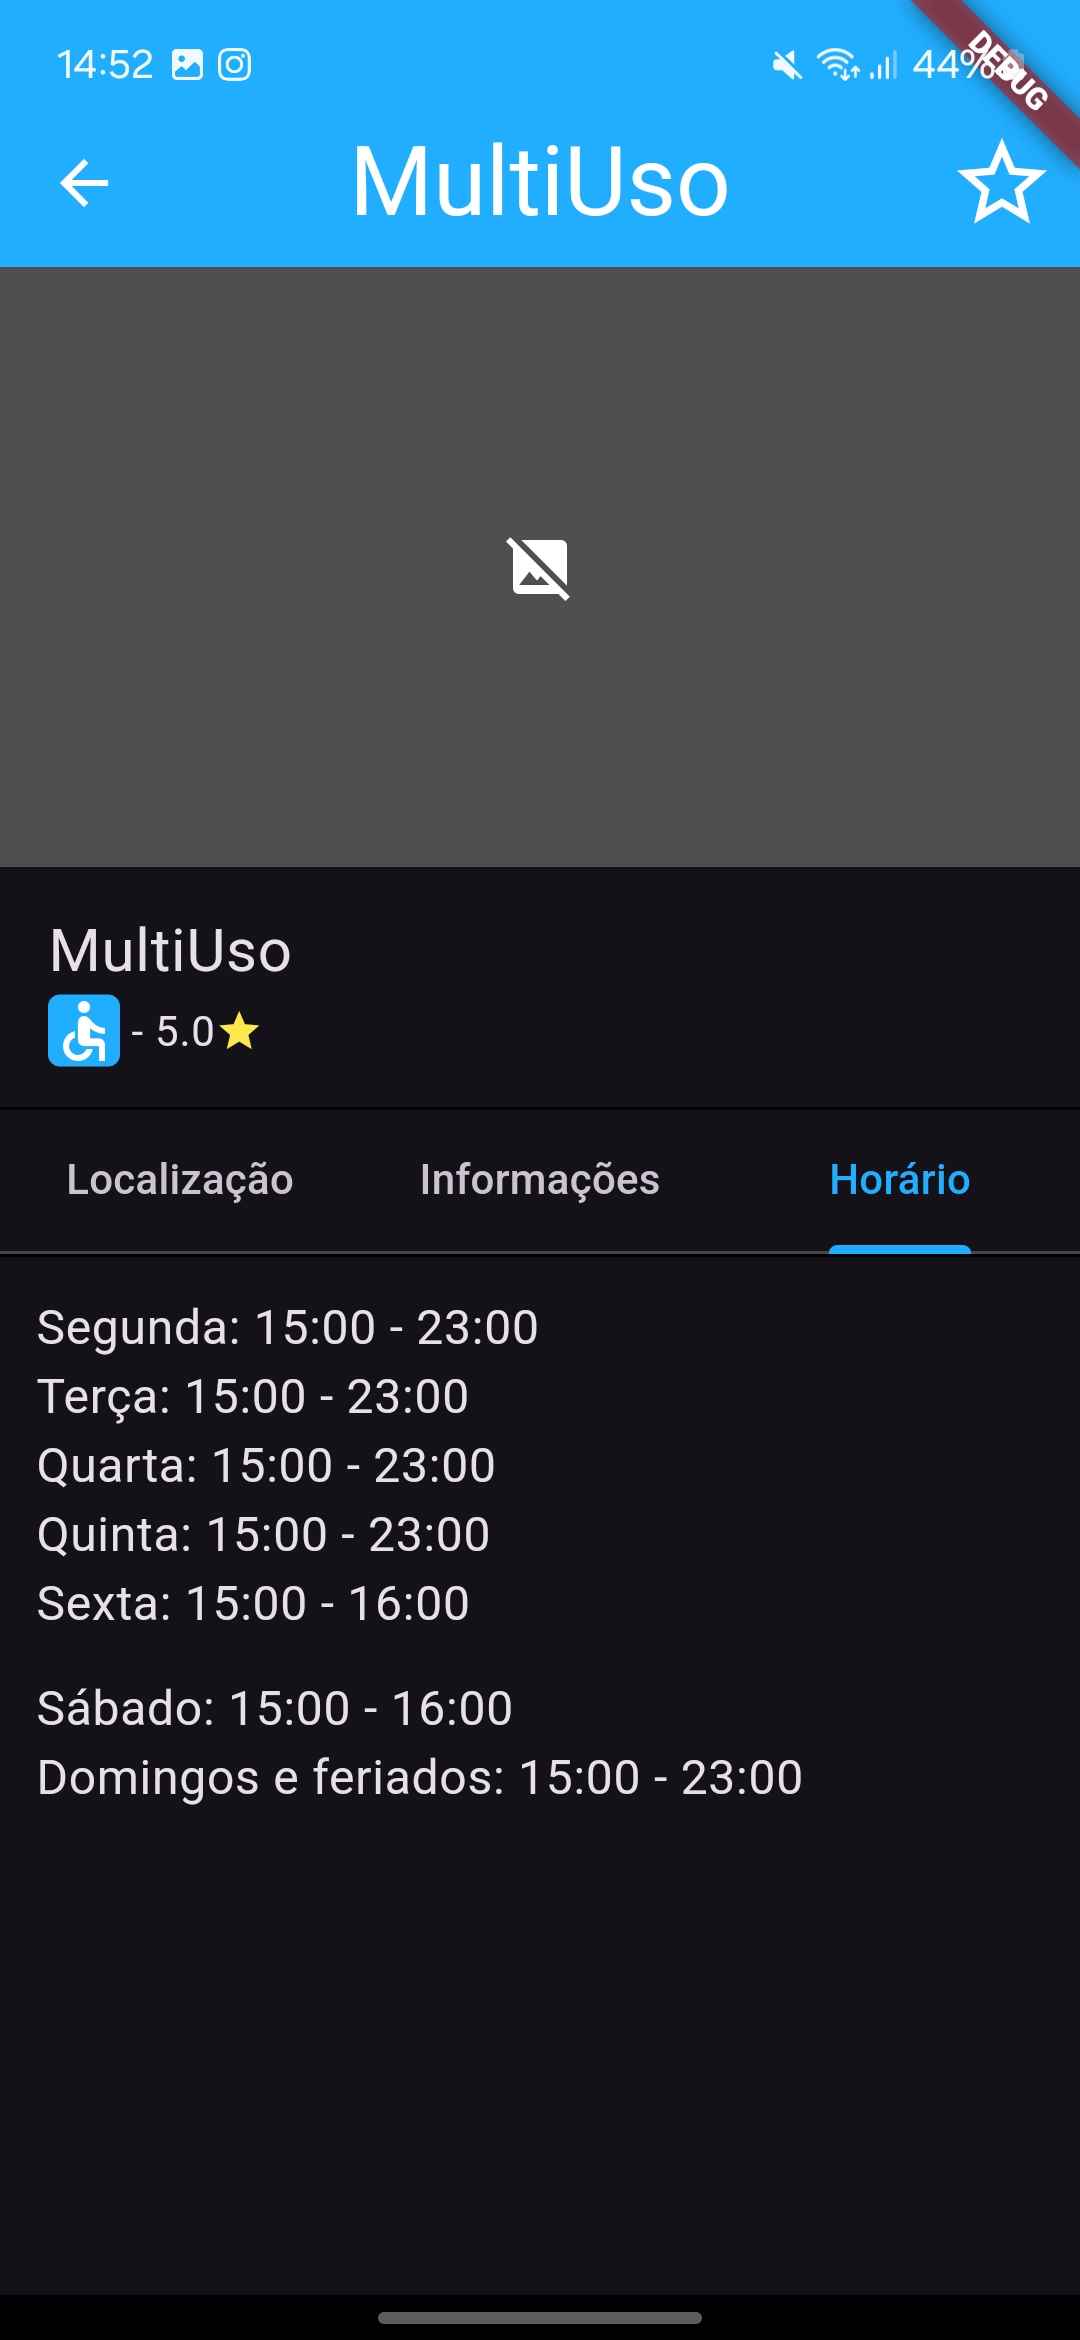 14:52 44%
DEBUG
MultiUso
MultiUso
- 5.0
Localização Informações Horário
Segunda: 15:00 - 23:00
Terça: 15:00 - 23:00
Quarta: 15:00 - 23:00
Quinta: 15:00 - 23:00
Sexta: 15:00 - 16:00
Sábado: 15:00 - 16:00
Domingos e feriados: 15:00 - 23:00